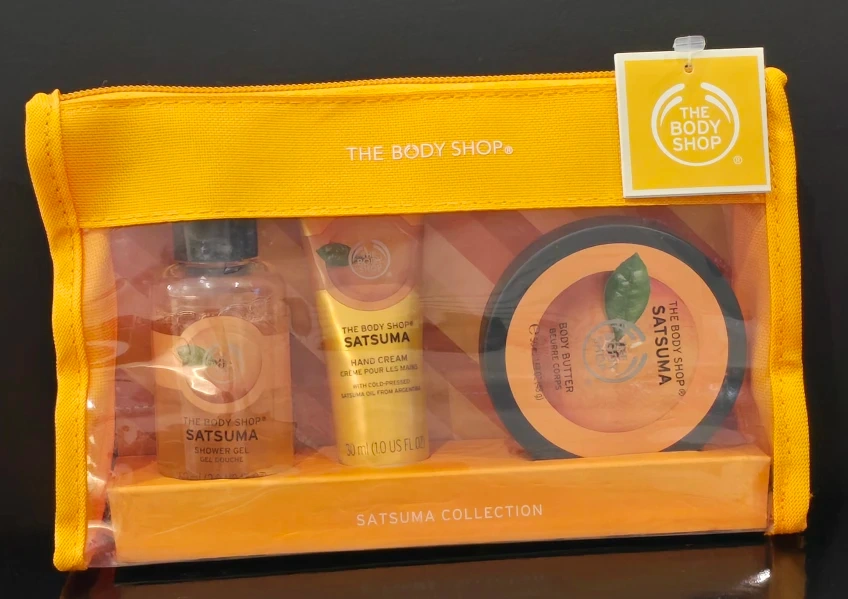 THE BODY SHOP®
THE
BODY
SHOP
®
THE BODY SHOP®
SATSUMA
SHOWER GEL
GEL DOUCHE
THE BODY SHOP®
SATSUMA
HAND CREAM
CRÈME POUR LES MAINS
WITH COLD-PRESSED
SATSUMA OIL FROM ARGENTINA
30 ml (1.0 US FL OZ)
THE BODY SHOP®
SATSUMA
BODY BUTTER
BEURRE CORPS
SATSUMA COLLECTION